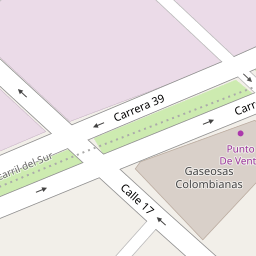 Carrera 39
Carr
carril-del-Sur
Punto
De Vent
Gaseosas
Colombianas
Calle 17